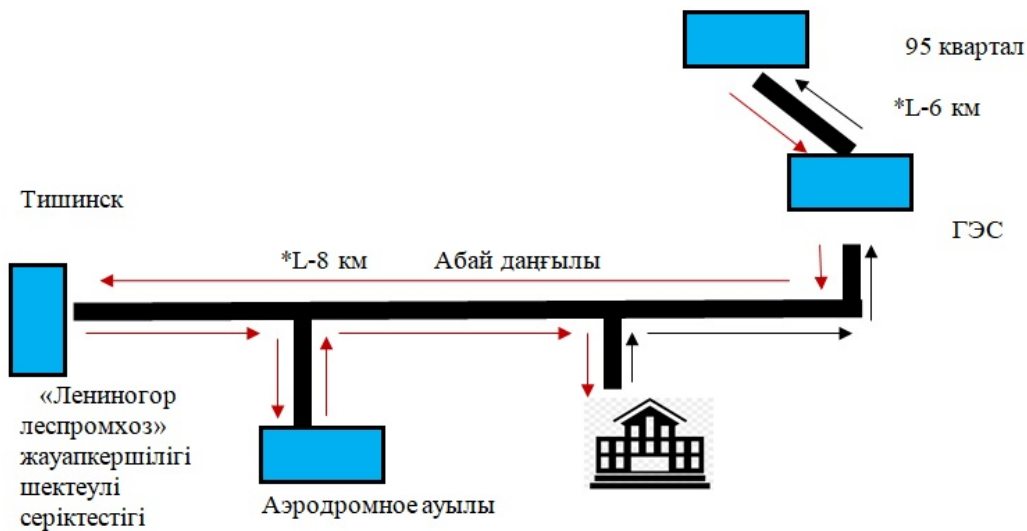 95 квартал
*L-6 км
Тишинск
ГЭС
*L-8 км Абай даңғылы
«Лениногор
леспромхоз»
жауапкершілігі
шектеулі
серіктестігі
Аэродромное ауылы